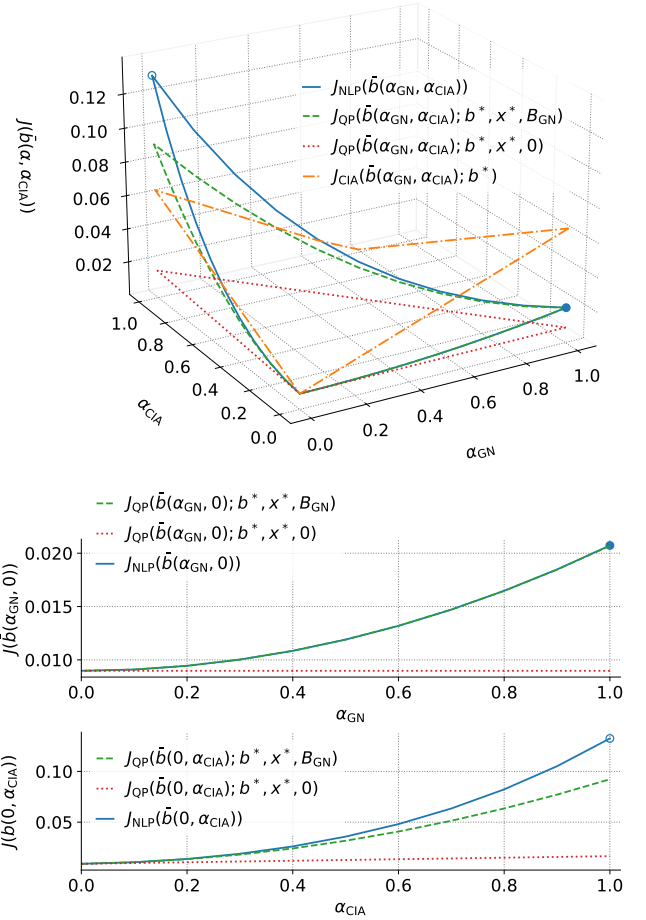 J(b̄(α, α_CIA))
0.12
0.10
0.08
0.06
0.04
0.02
J_NLP(b̄(α_GN, α_CIA))
J_QP(b̄(α_GN, α_CIA); b*, x*, B_GN)
J_QP(b̄(α_GN, α_CIA); b*, x*, 0)
J_CIA(b̄(α_GN, α_CIA); b*)
1.0
0.8
0.6
0.4
0.2
0.0
α_CIA
0.0
0.2
0.4
0.6
0.8
1.0
α_GN
J_QP(b̄(α_GN, 0); b*, x*, B_GN)
J_QP(b̄(α_GN, 0); b*, x*, 0)
J_NLP(b̄(α_GN, 0))
J(b̄(α_GN, 0))
0.020
0.015
0.010
0.0 0.2 0.4 0.6 0.8 1.0
α_GN
J_QP(b̄(0, α_CIA); b*, x*, B_GN)
J_QP(b̄(0, α_CIA); b*, x*, 0)
J_NLP(b̄(0, α_CIA))
J(b(0, α_CIA))
0.10
0.05
0.0 0.2 0.4 0.6 0.8 1.0
α_CIA